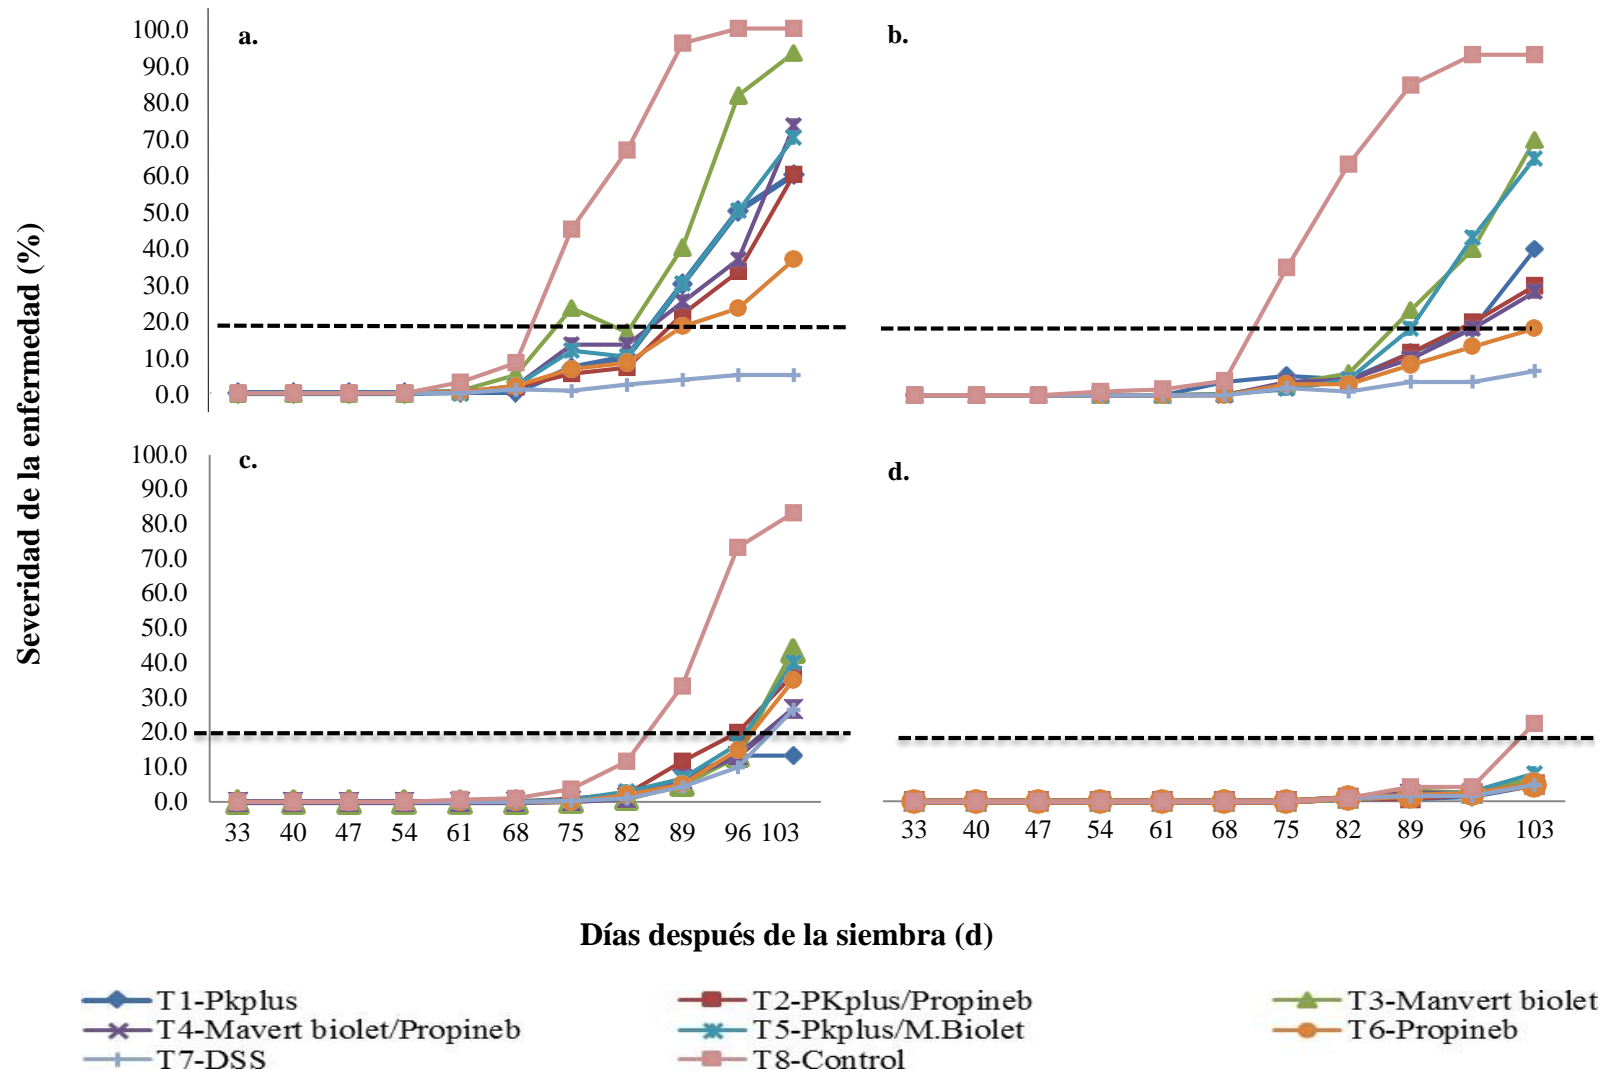 a.
100.0
90.0
80.0
70.0
60.0
50.0
40.0
30.0
20.0
10.0
0.0
b.
c.
100.0
90.0
80.0
70.0
60.0
50.0
40.0
30.0
20.0
10.0
0.0
33 40 47 54 61 68 75 82 89 96 103
d.
33 40 47 54 61 68 75 82 89 96 103
Severidad de la enfermedad (%)
Días después de la siembra (d)
T1-Pkplus
T2-PKplus/Propineb
T3-Manvert biolet
T4-Mavert biolet/Propineb
T5-Pkplus/M.Biolet
T6-Propineb
T7-DSS
T8-Control